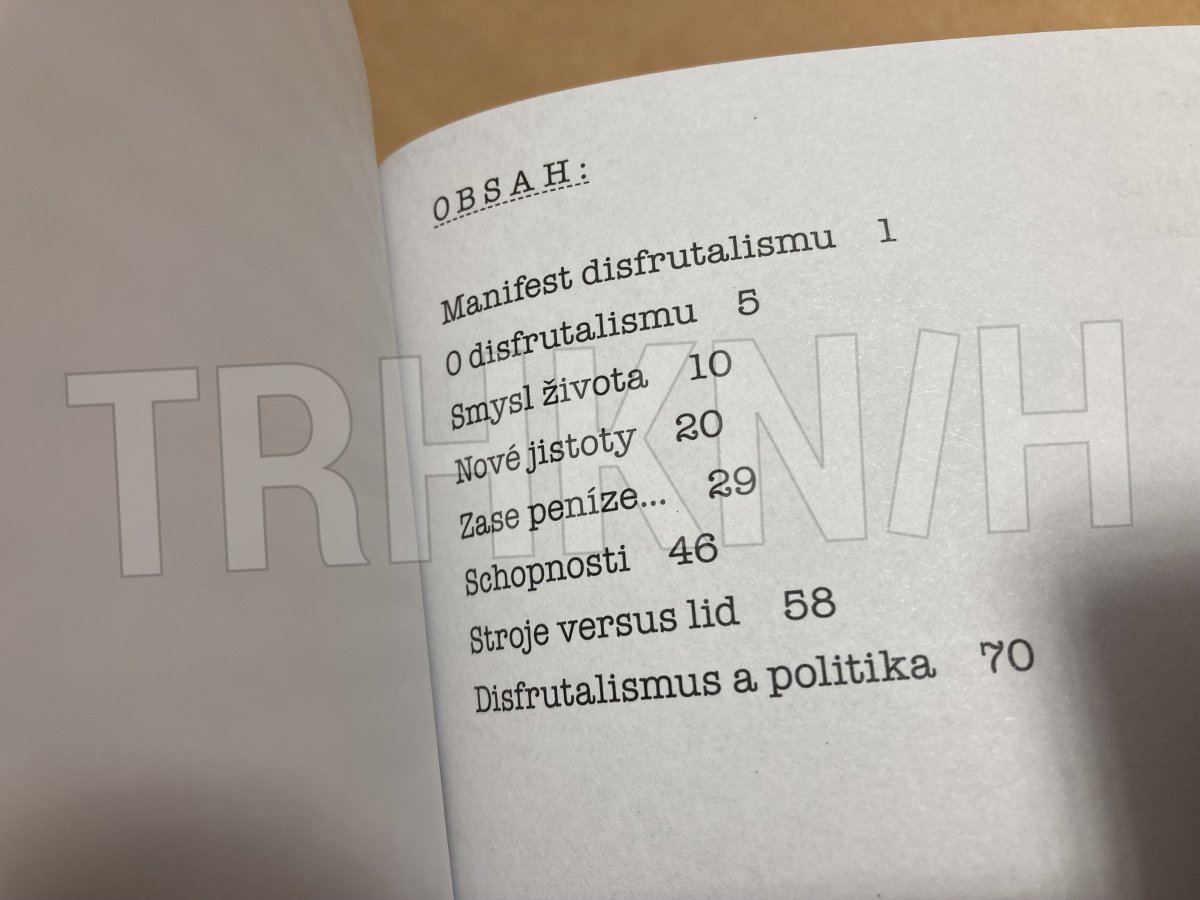 OBSAH:
Manifest disfrutalismu 1
O disfrutalismu 5
Smysl života 10
Nové jistoty 20
Zase peníze... 29
Schopnosti 46
Stroje versus lid 58
Disfrutalismus a politika 70
TRHKN/H